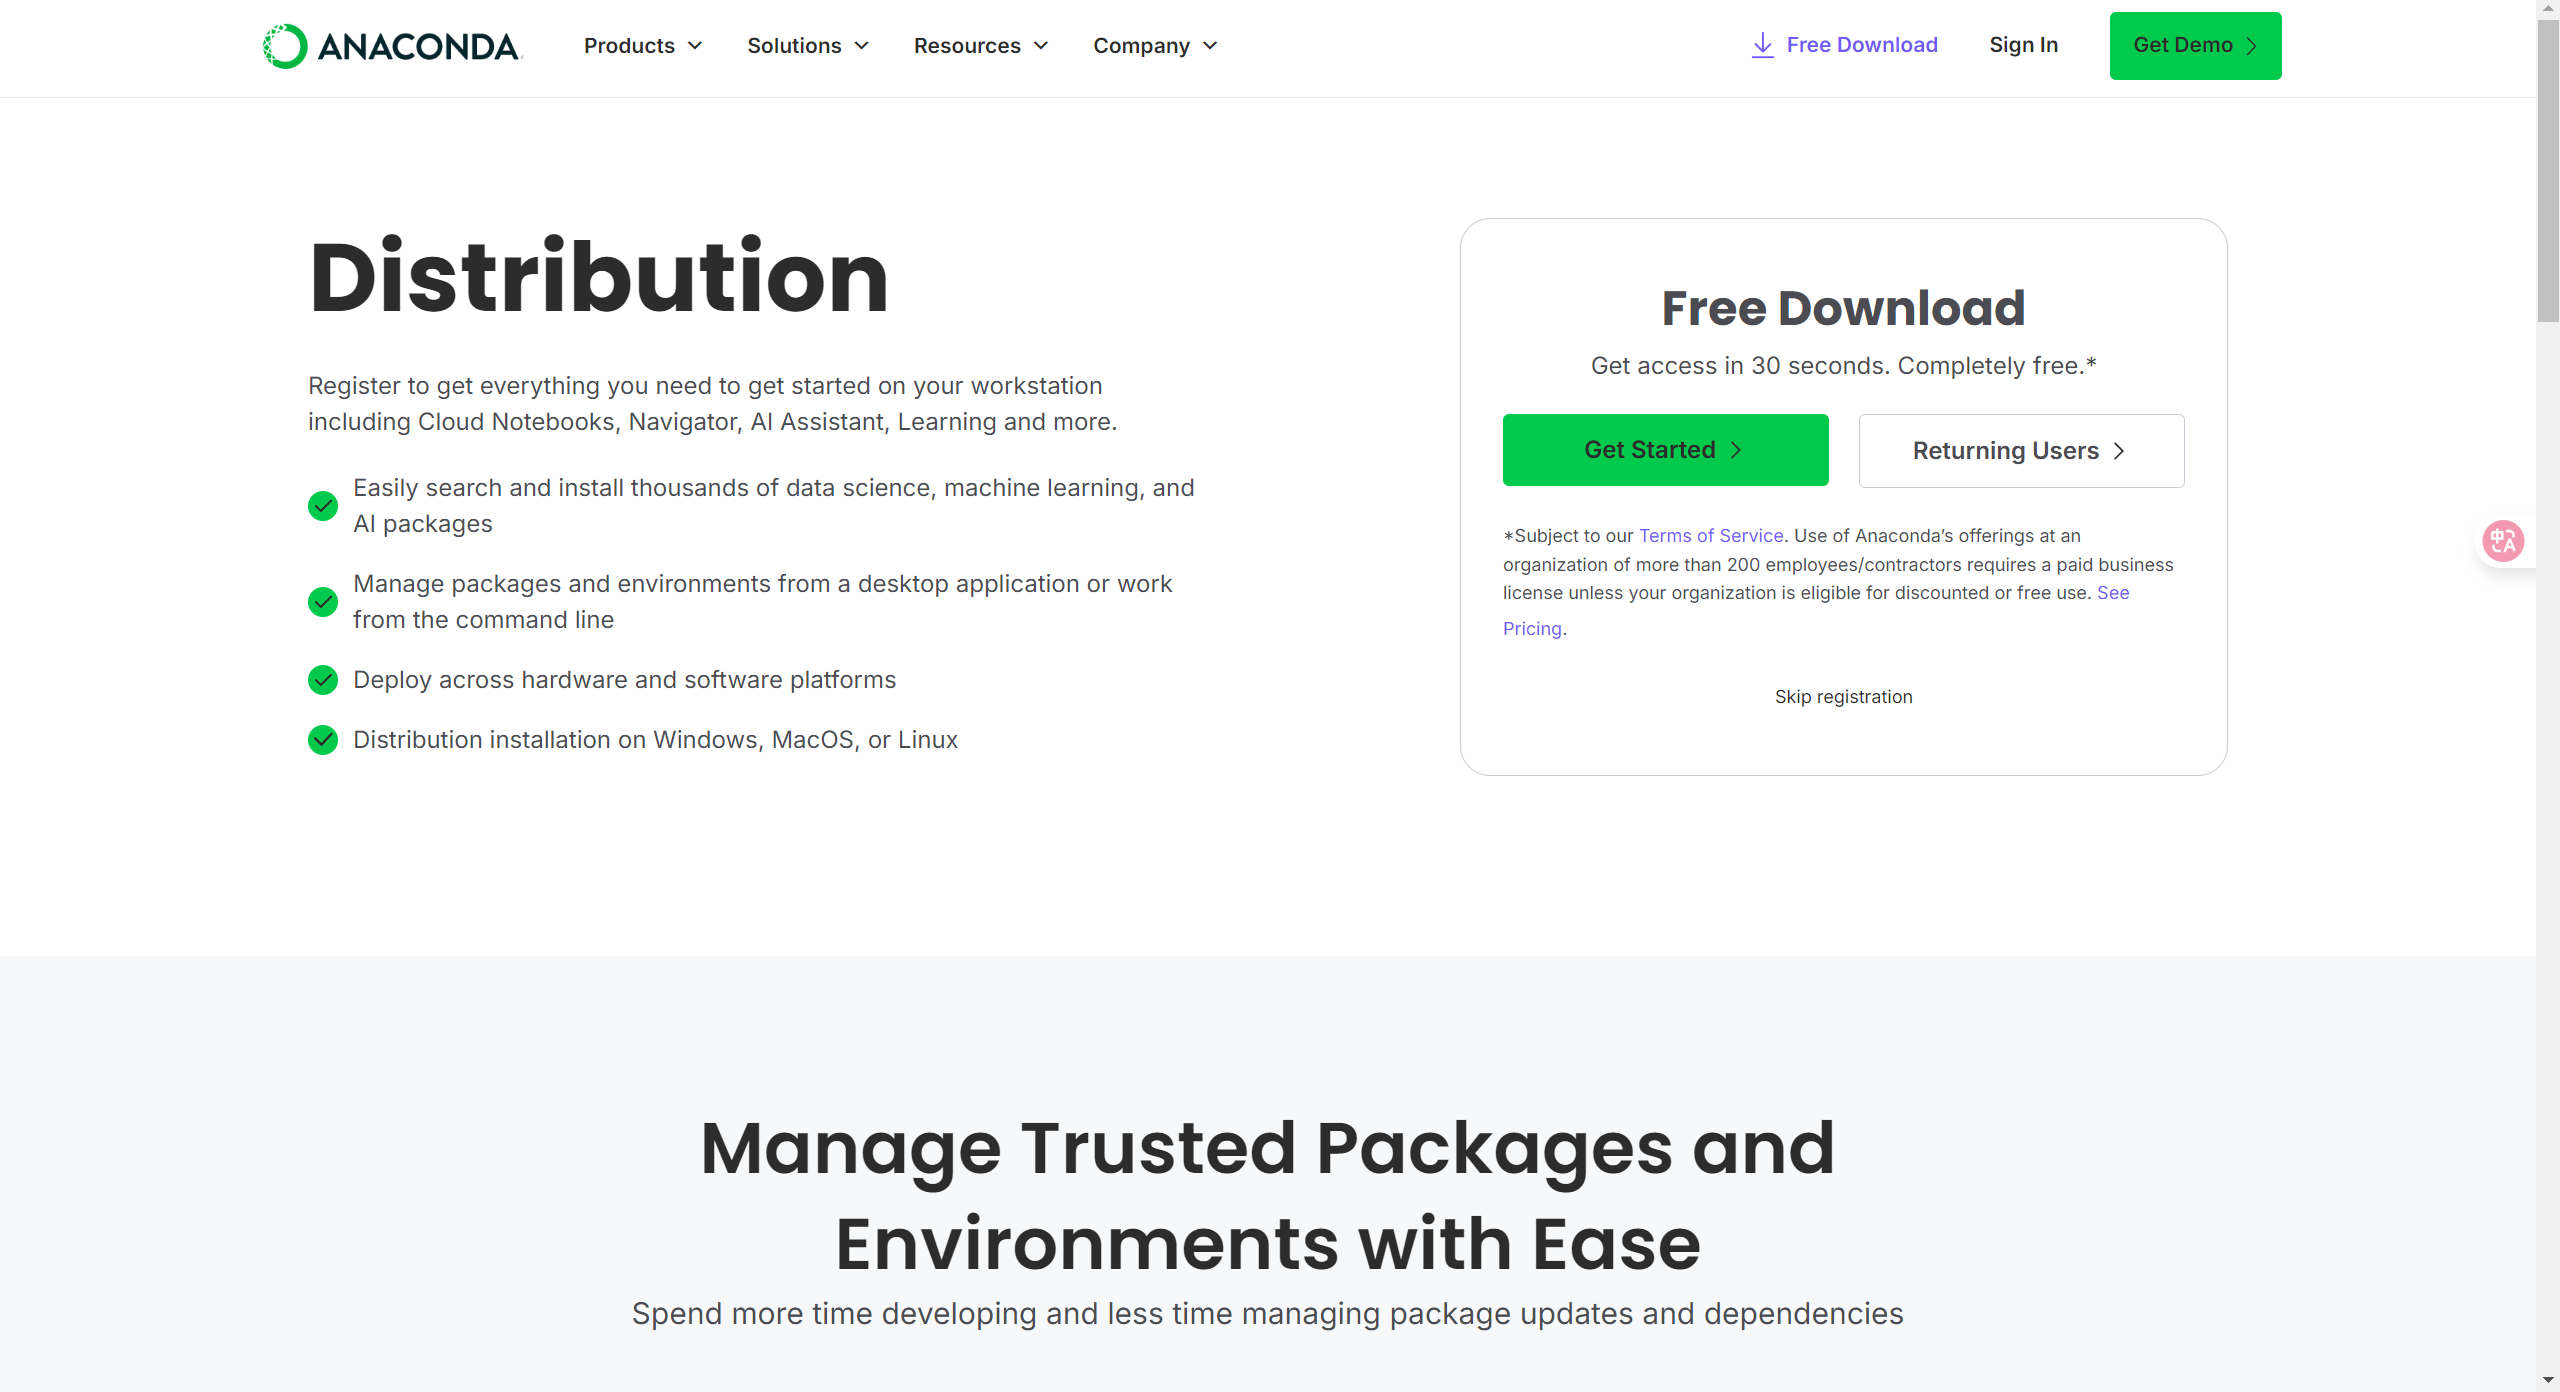 ANACONDA
Products
Solutions
Resources
Company
Free Download
Sign In
Get Demo
Distribution
Register to get everything you need to get started on your workstation
including Cloud Notebooks, Navigator, AI Assistant, Learning and more.
Easily search and install thousands of data science, machine learning, and
AI packages
Manage packages and environments from a desktop application or work
from the command line
Deploy across hardware and software platforms
Distribution installation on Windows, MacOS, or Linux
Free Download
Get access in 30 seconds. Completely free.*
Get Started
Returning Users
*Subject to our Terms of Service. Use of Anaconda’s offerings at an
organization of more than 200 employees/contractors requires a paid business
license unless your organization is eligible for discounted or free use. See
Pricing.
Skip registration
中A
Manage Trusted Packages and
Environments with Ease
Spend more time developing and less time managing package updates and dependencies